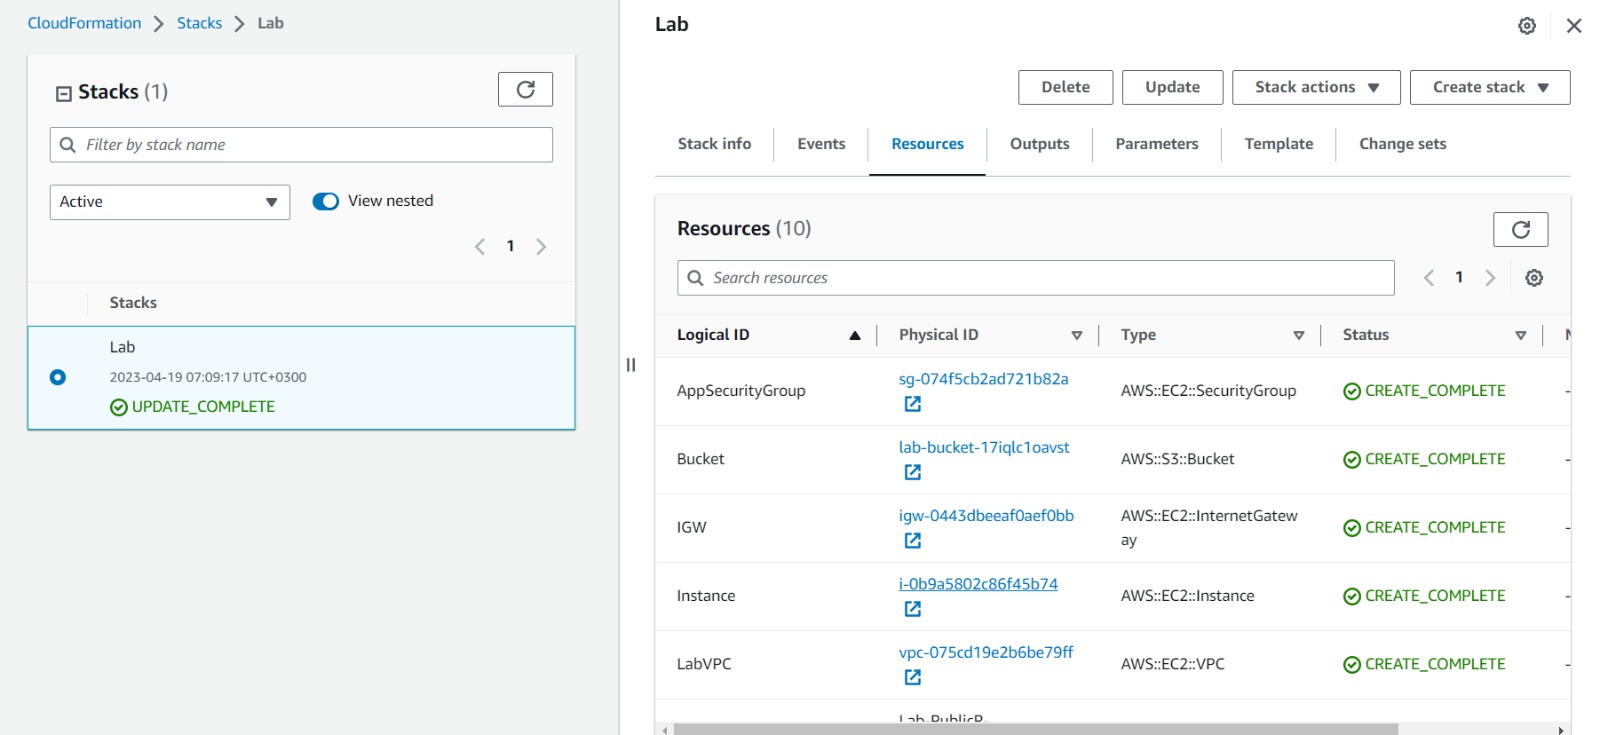 CloudFormation > Stacks > Lab
Stacks (1)
Filter by stack name
Active
View nested
1
Stacks
Lab
2023-04-19 07:09:17 UTC+0300
UPDATE_COMPLETE
Lab
Delete Update Stack actions Create stack
Stack info Events Resources Outputs Parameters Template Change sets
Resources (10)
Search resources
1
Logical ID Physical ID Type Status
AppSecurityGroup sg-074f5cb2ad721b82a AWS::EC2::SecurityGroup CREATE_COMPLETE -
Bucket lab-bucket-17iqlc1oavst AWS::S3::Bucket CREATE_COMPLETE -
IGW igw-0443dbeeaf0aef0bb AWS::EC2::InternetGatew
ay CREATE_COMPLETE -
Instance i-0b9a5802c86f45b74 AWS::EC2::Instance CREATE_COMPLETE -
LabVPC vpc-075cd19e2b6be79ff AWS::EC2::VPC CREATE_COMPLETE -
Lab-PublicR-